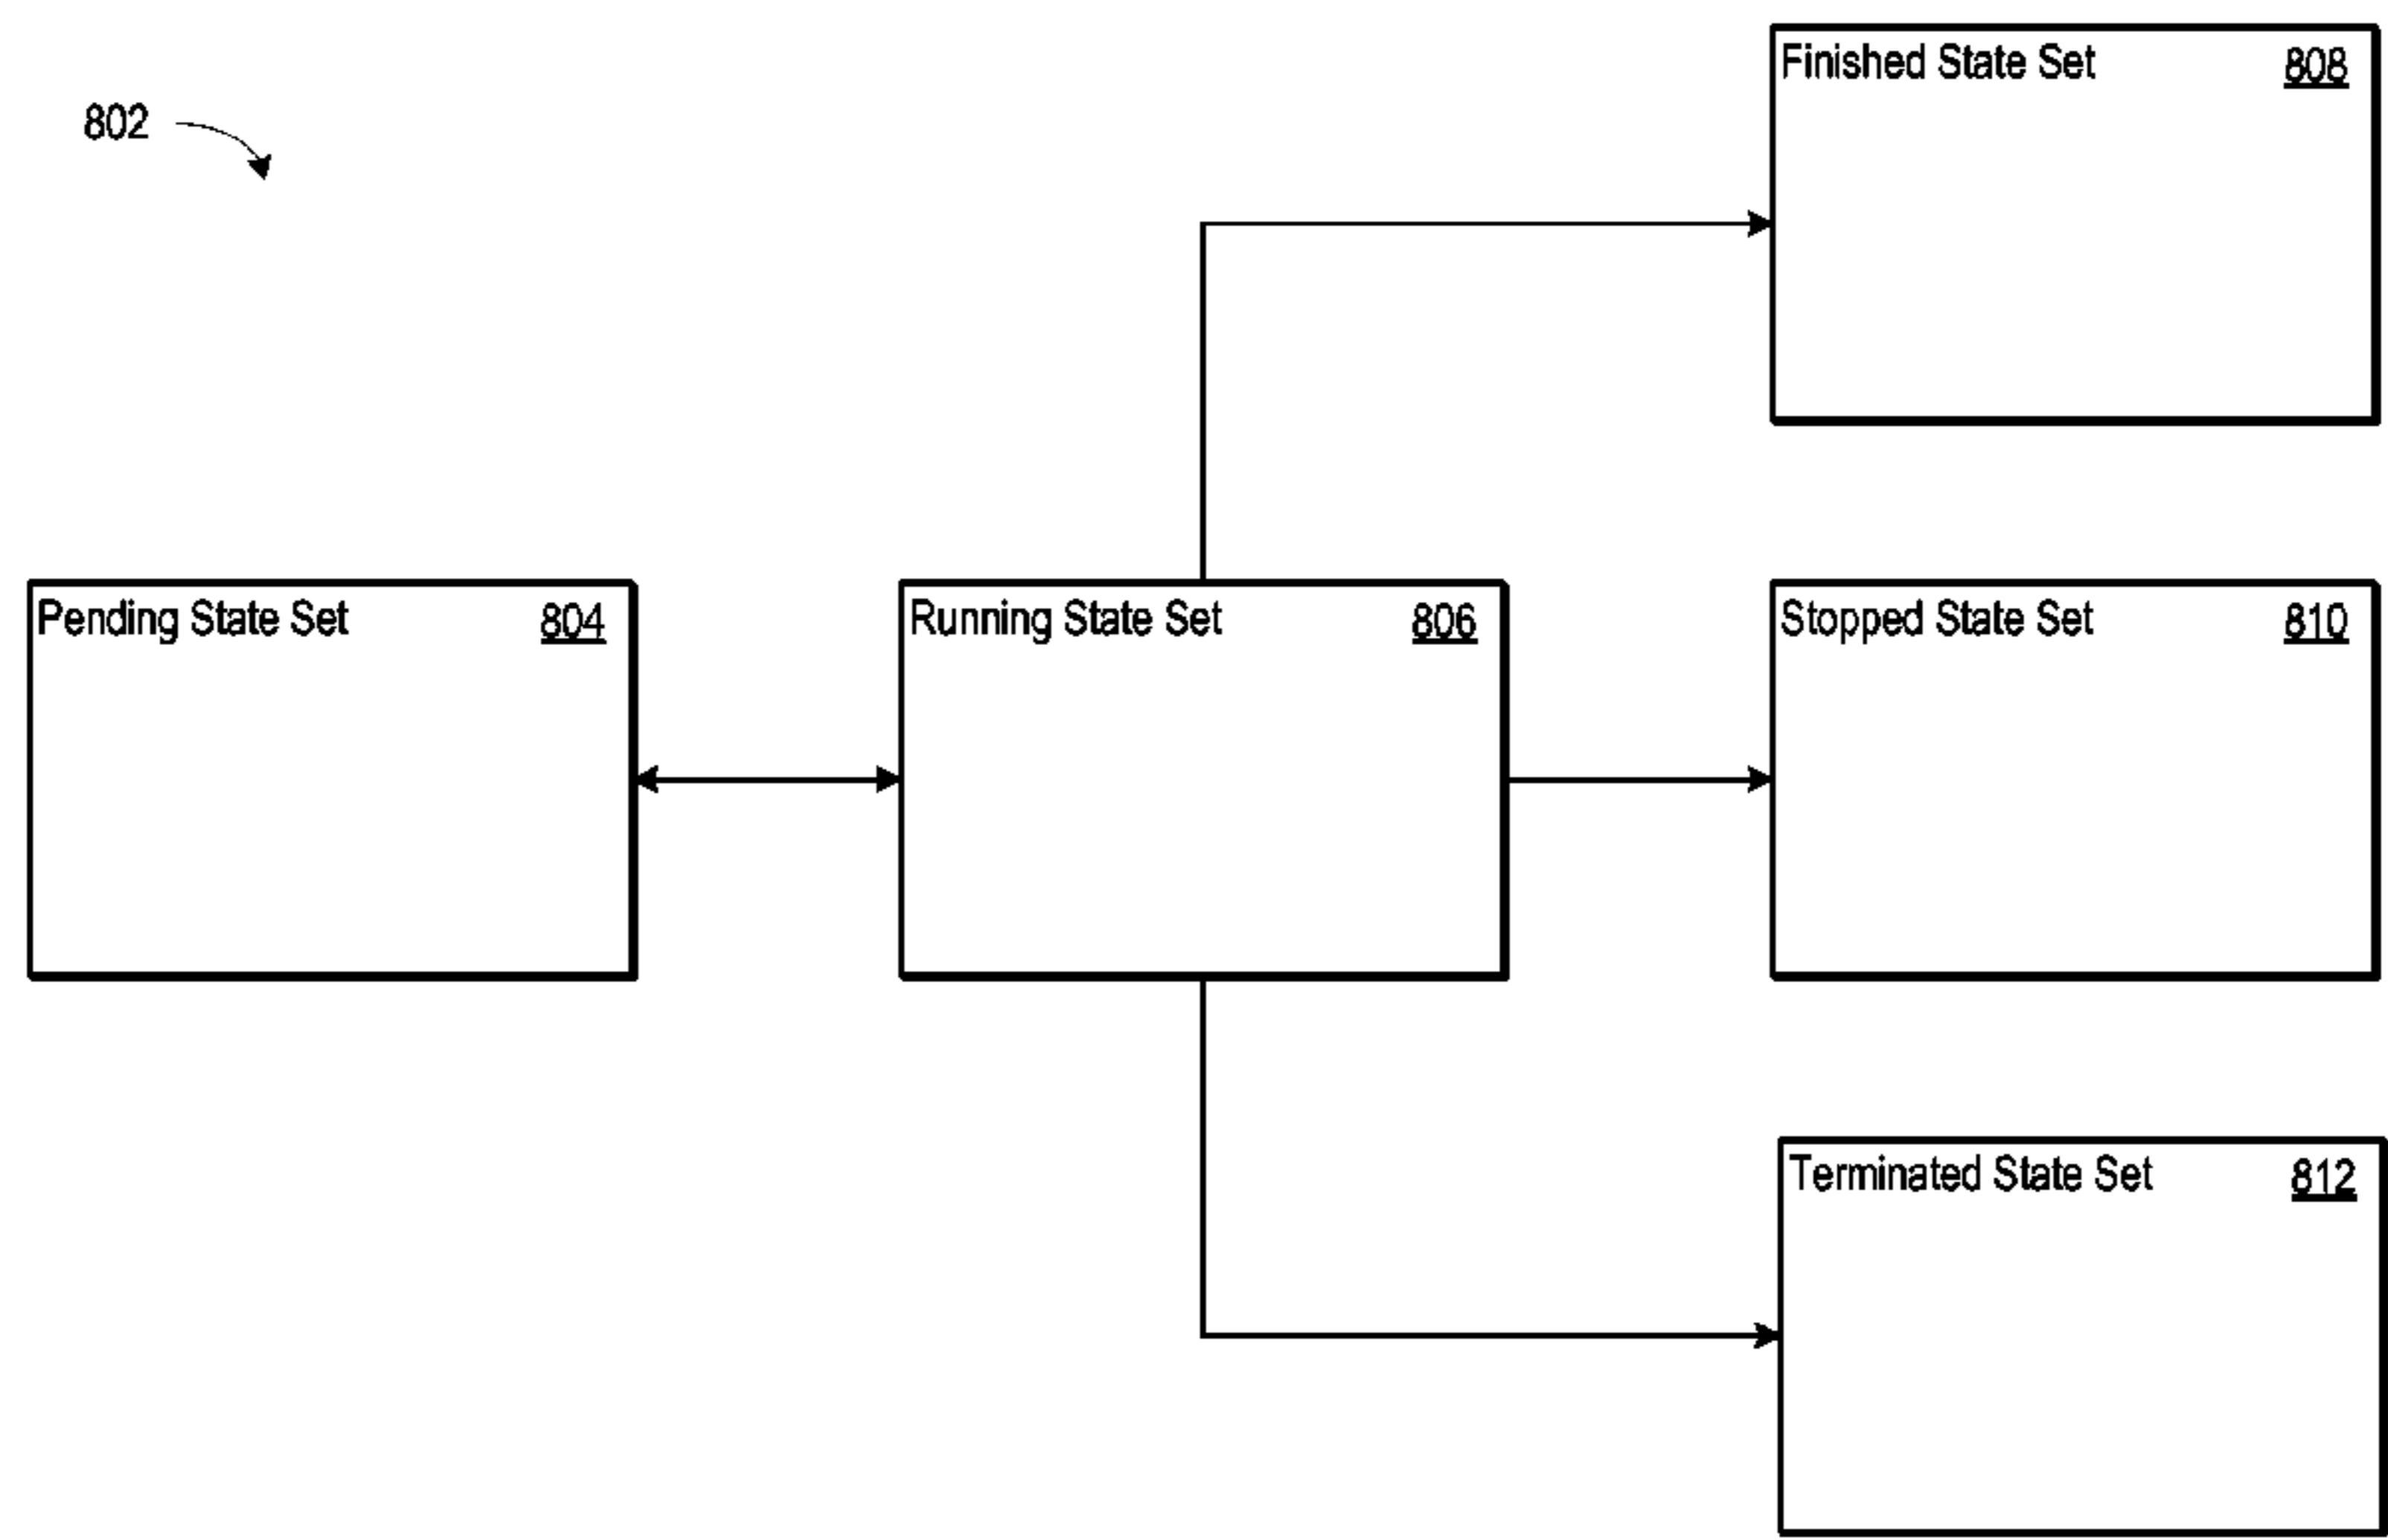 802
Finished State Set 808
Pending State Set 804
Running State Set 806
Stopped State Set 810
Terminated State Set 812